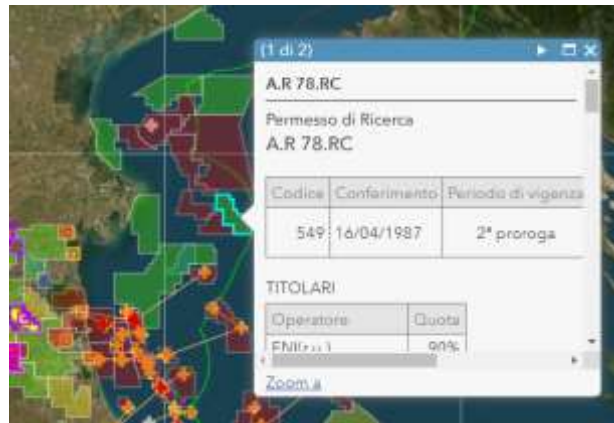 (1 di 2)
A.R 78.RC
Permesso di Ricerca
A.R 78.RC
Codice Conferimento Periodo di vigenza
549 16/04/1987 2ª proroga
TITOLARI
Operatore Quota
ENI(r.u.) 90%
Zoom a